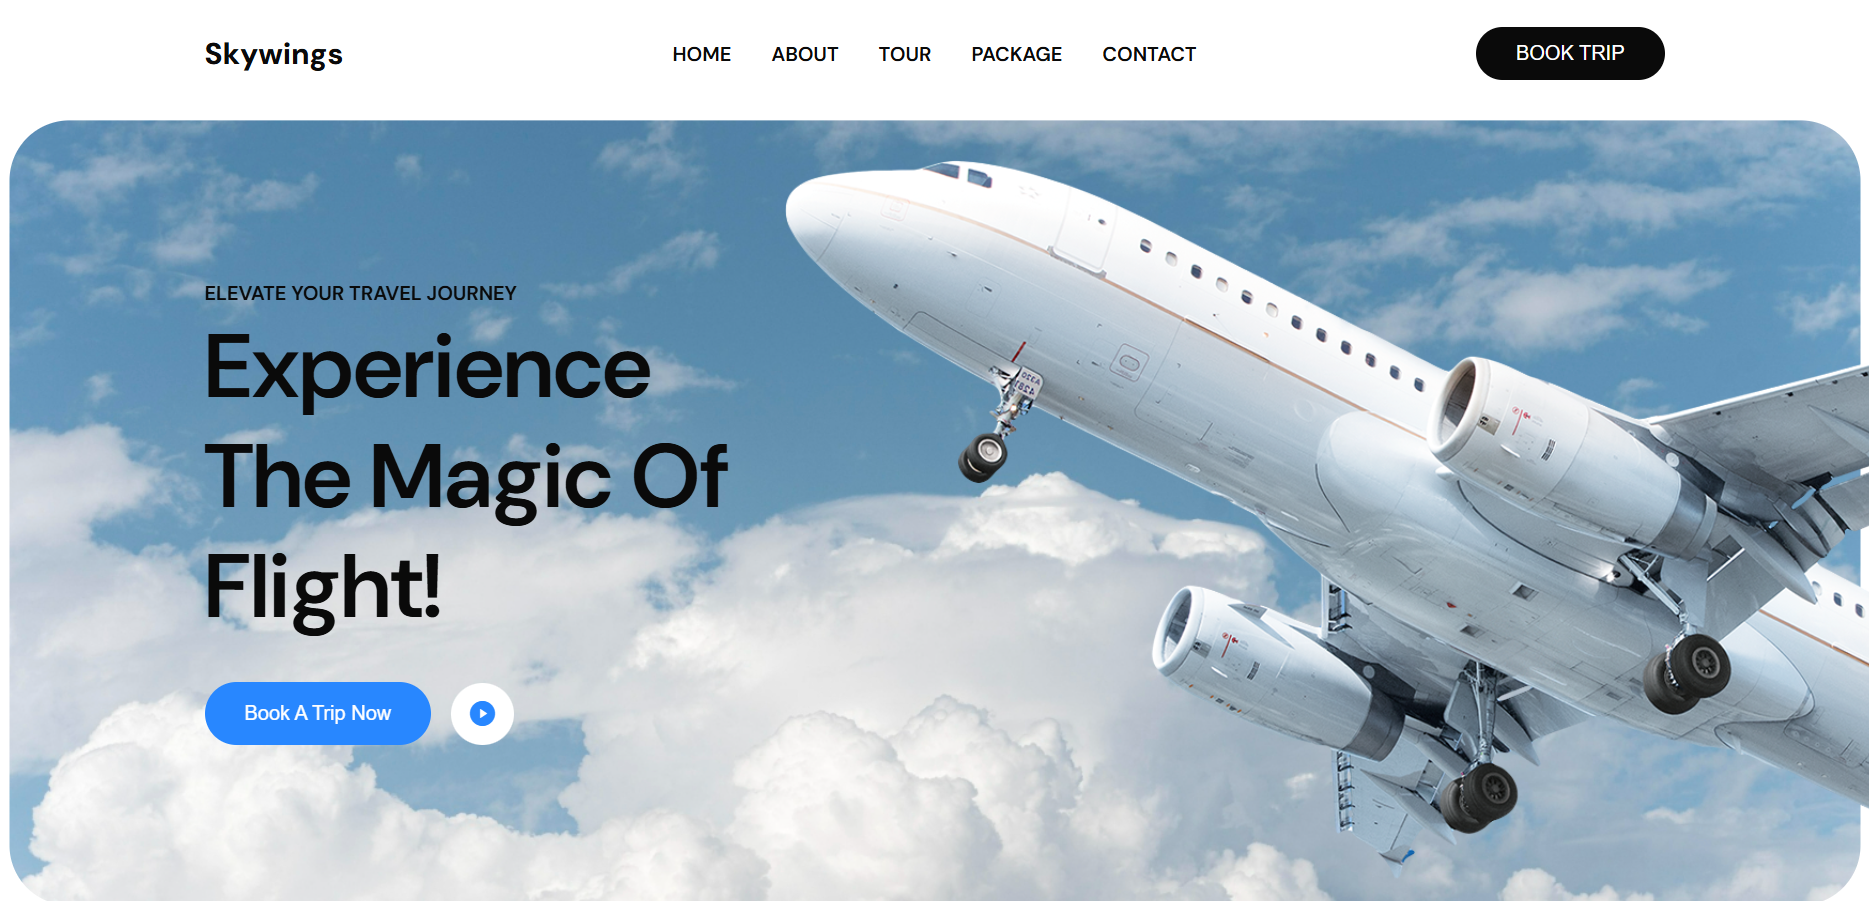 Skywings
HOME ABOUT TOUR PACKAGE CONTACT
BOOK TRIP
ELEVATE YOUR TRAVEL JOURNEY
Experience
The Magic Of
Flight!
Book A Trip Now